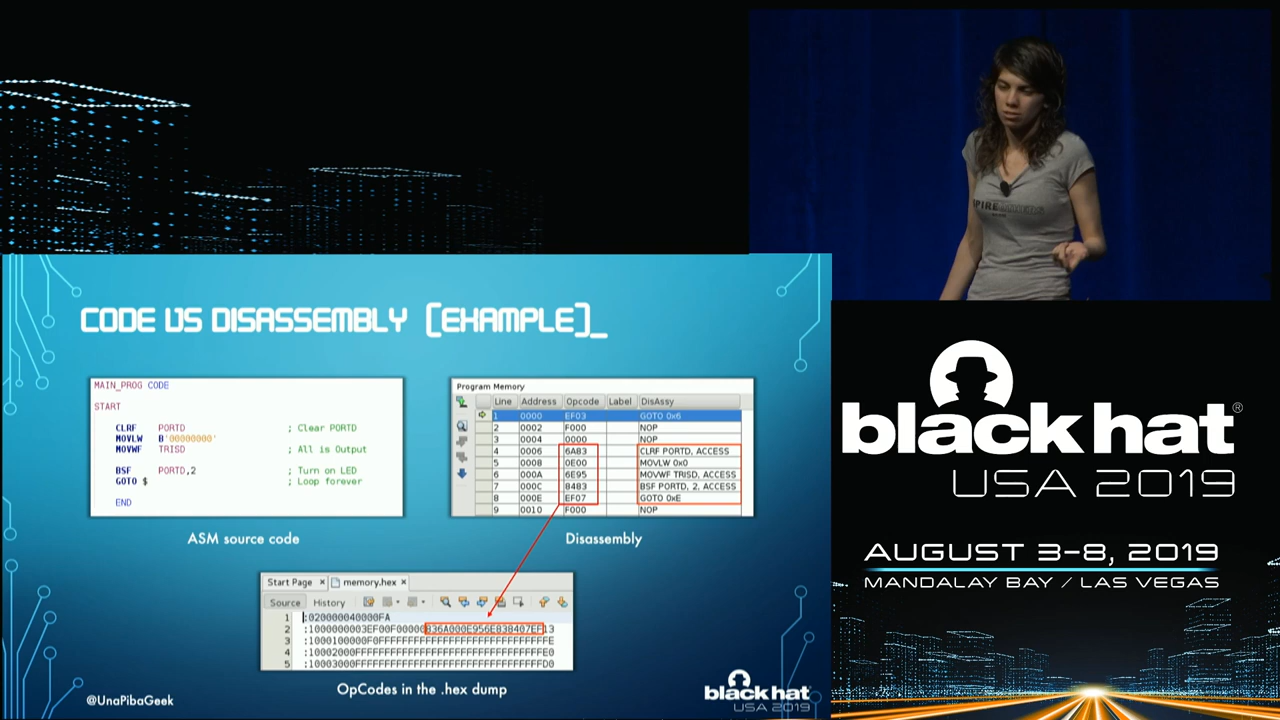 CODE VS DISASSEMBLY [EXAMPLE]_
MAIN_PROG CODE
START
CLRF PORTD ; Clear PORTD
MOVLW B'00000000'
MOVWF TRISD ; All is Output
BSF PORTD,2 ; Turn on LED
GOTO $ ; Loop forever
END
ASM source code
Program Memory
Line Address Opcode Label DisAssy
1 0000 EF03 GOTO 0x6
2 0002 F000 NOP
3 0004 0000 NOP
4 0006 6A83 CLRF PORTD, ACCESS
5 0008 0E00 MOVLW 0x0
6 000A 6E95 MOVWF TRISD, ACCESS
7 000C 8483 BSF PORTD, 2, ACCESS
8 000E EF07 GOTO 0xE
9 0010 F000 NOP
Disassembly
Start Page × memory.hex ×
Source History
1 :020000040000FA
2 :1000000003EF00F00000836A000E956E838407EF13
3 :1000100000F0FFFFFFFFFFFFFFFFFFFFFFFFFFFFFE
4 :10002000FFFFFFFFFFFFFFFFFFFFFFFFFFFFFFFFE0
5 :10003000FFFFFFFFFFFFFFFFFFFFFFFFFFFFFFFFD0
OpCodes in the .hex dump
@UnaPibaGeek
black hat
USA 2019
black hat®
USA 2019
AUGUST 3-8, 2019
MANDALAY BAY / LAS VEGAS